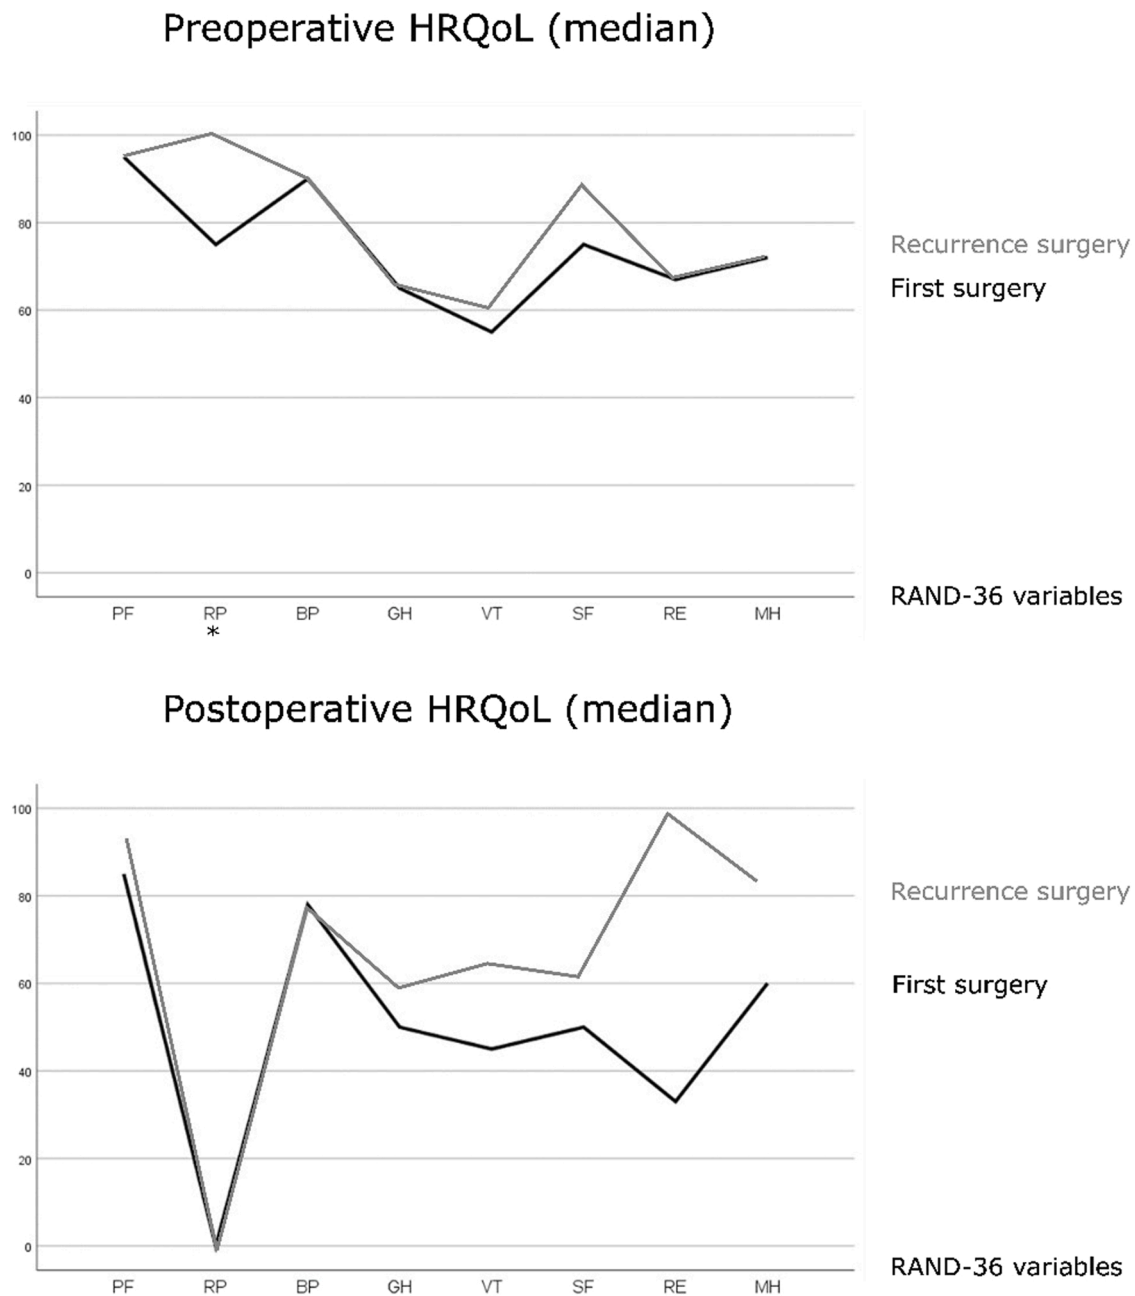 Preoperative HRQoL (median)
100
80
60
40
20
0
PF RP BP GH VT SF RE MH
*
Recurrence surgery
First surgery
RAND-36 variables
Postoperative HRQoL (median)
100
80
60
40
20
0
PF RP BP GH VT SF RE MH
Recurrence surgery
First surgery
RAND-36 variables